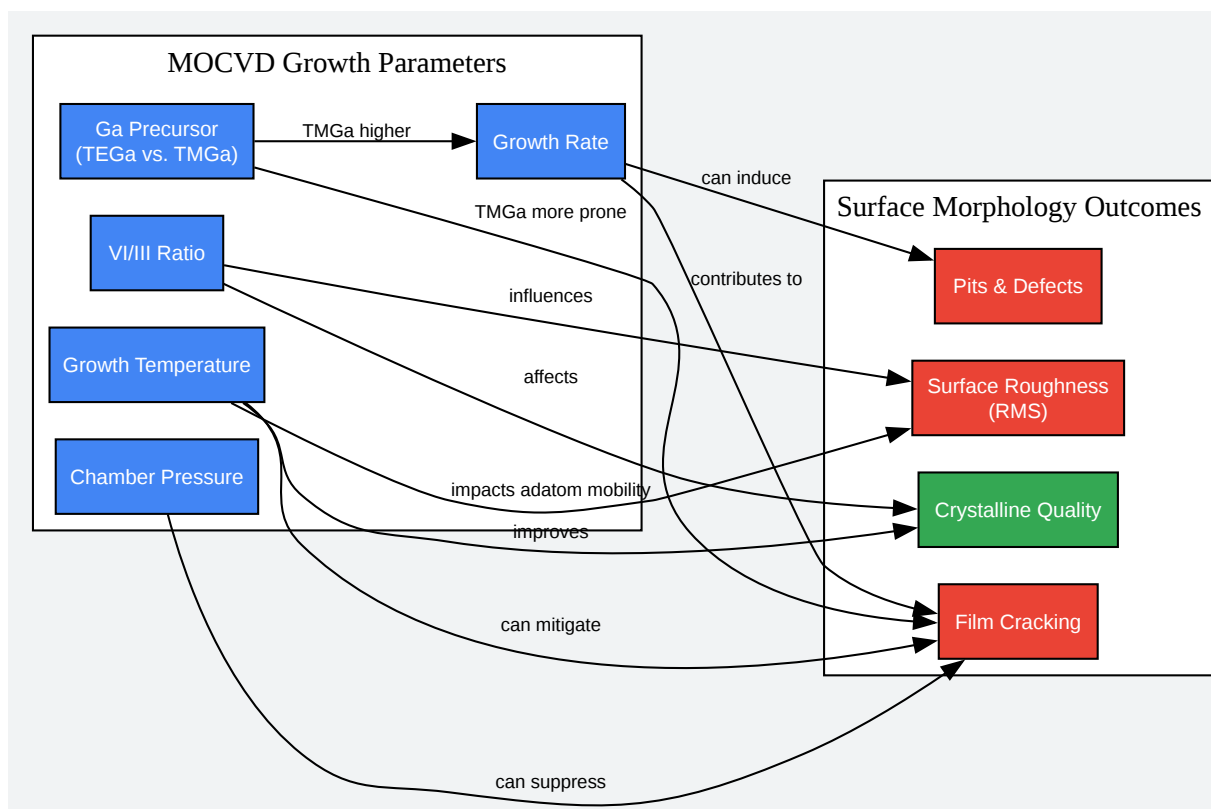 MOCVD Growth Parameters
Ga Precursor
(TEGa vs. TMGa)
TMGa higher
Growth Rate
can induce
TMGa more prone
Surface Morphology Outcomes
VI/III Ratio
contributes to
Pits & Defects
influences
Growth Temperature
affects
Surface Roughness
(RMS)
Chamber Pressure
impacts adatom mobility
Crystalline Quality
improves
can mitigate
Film Cracking
can suppress